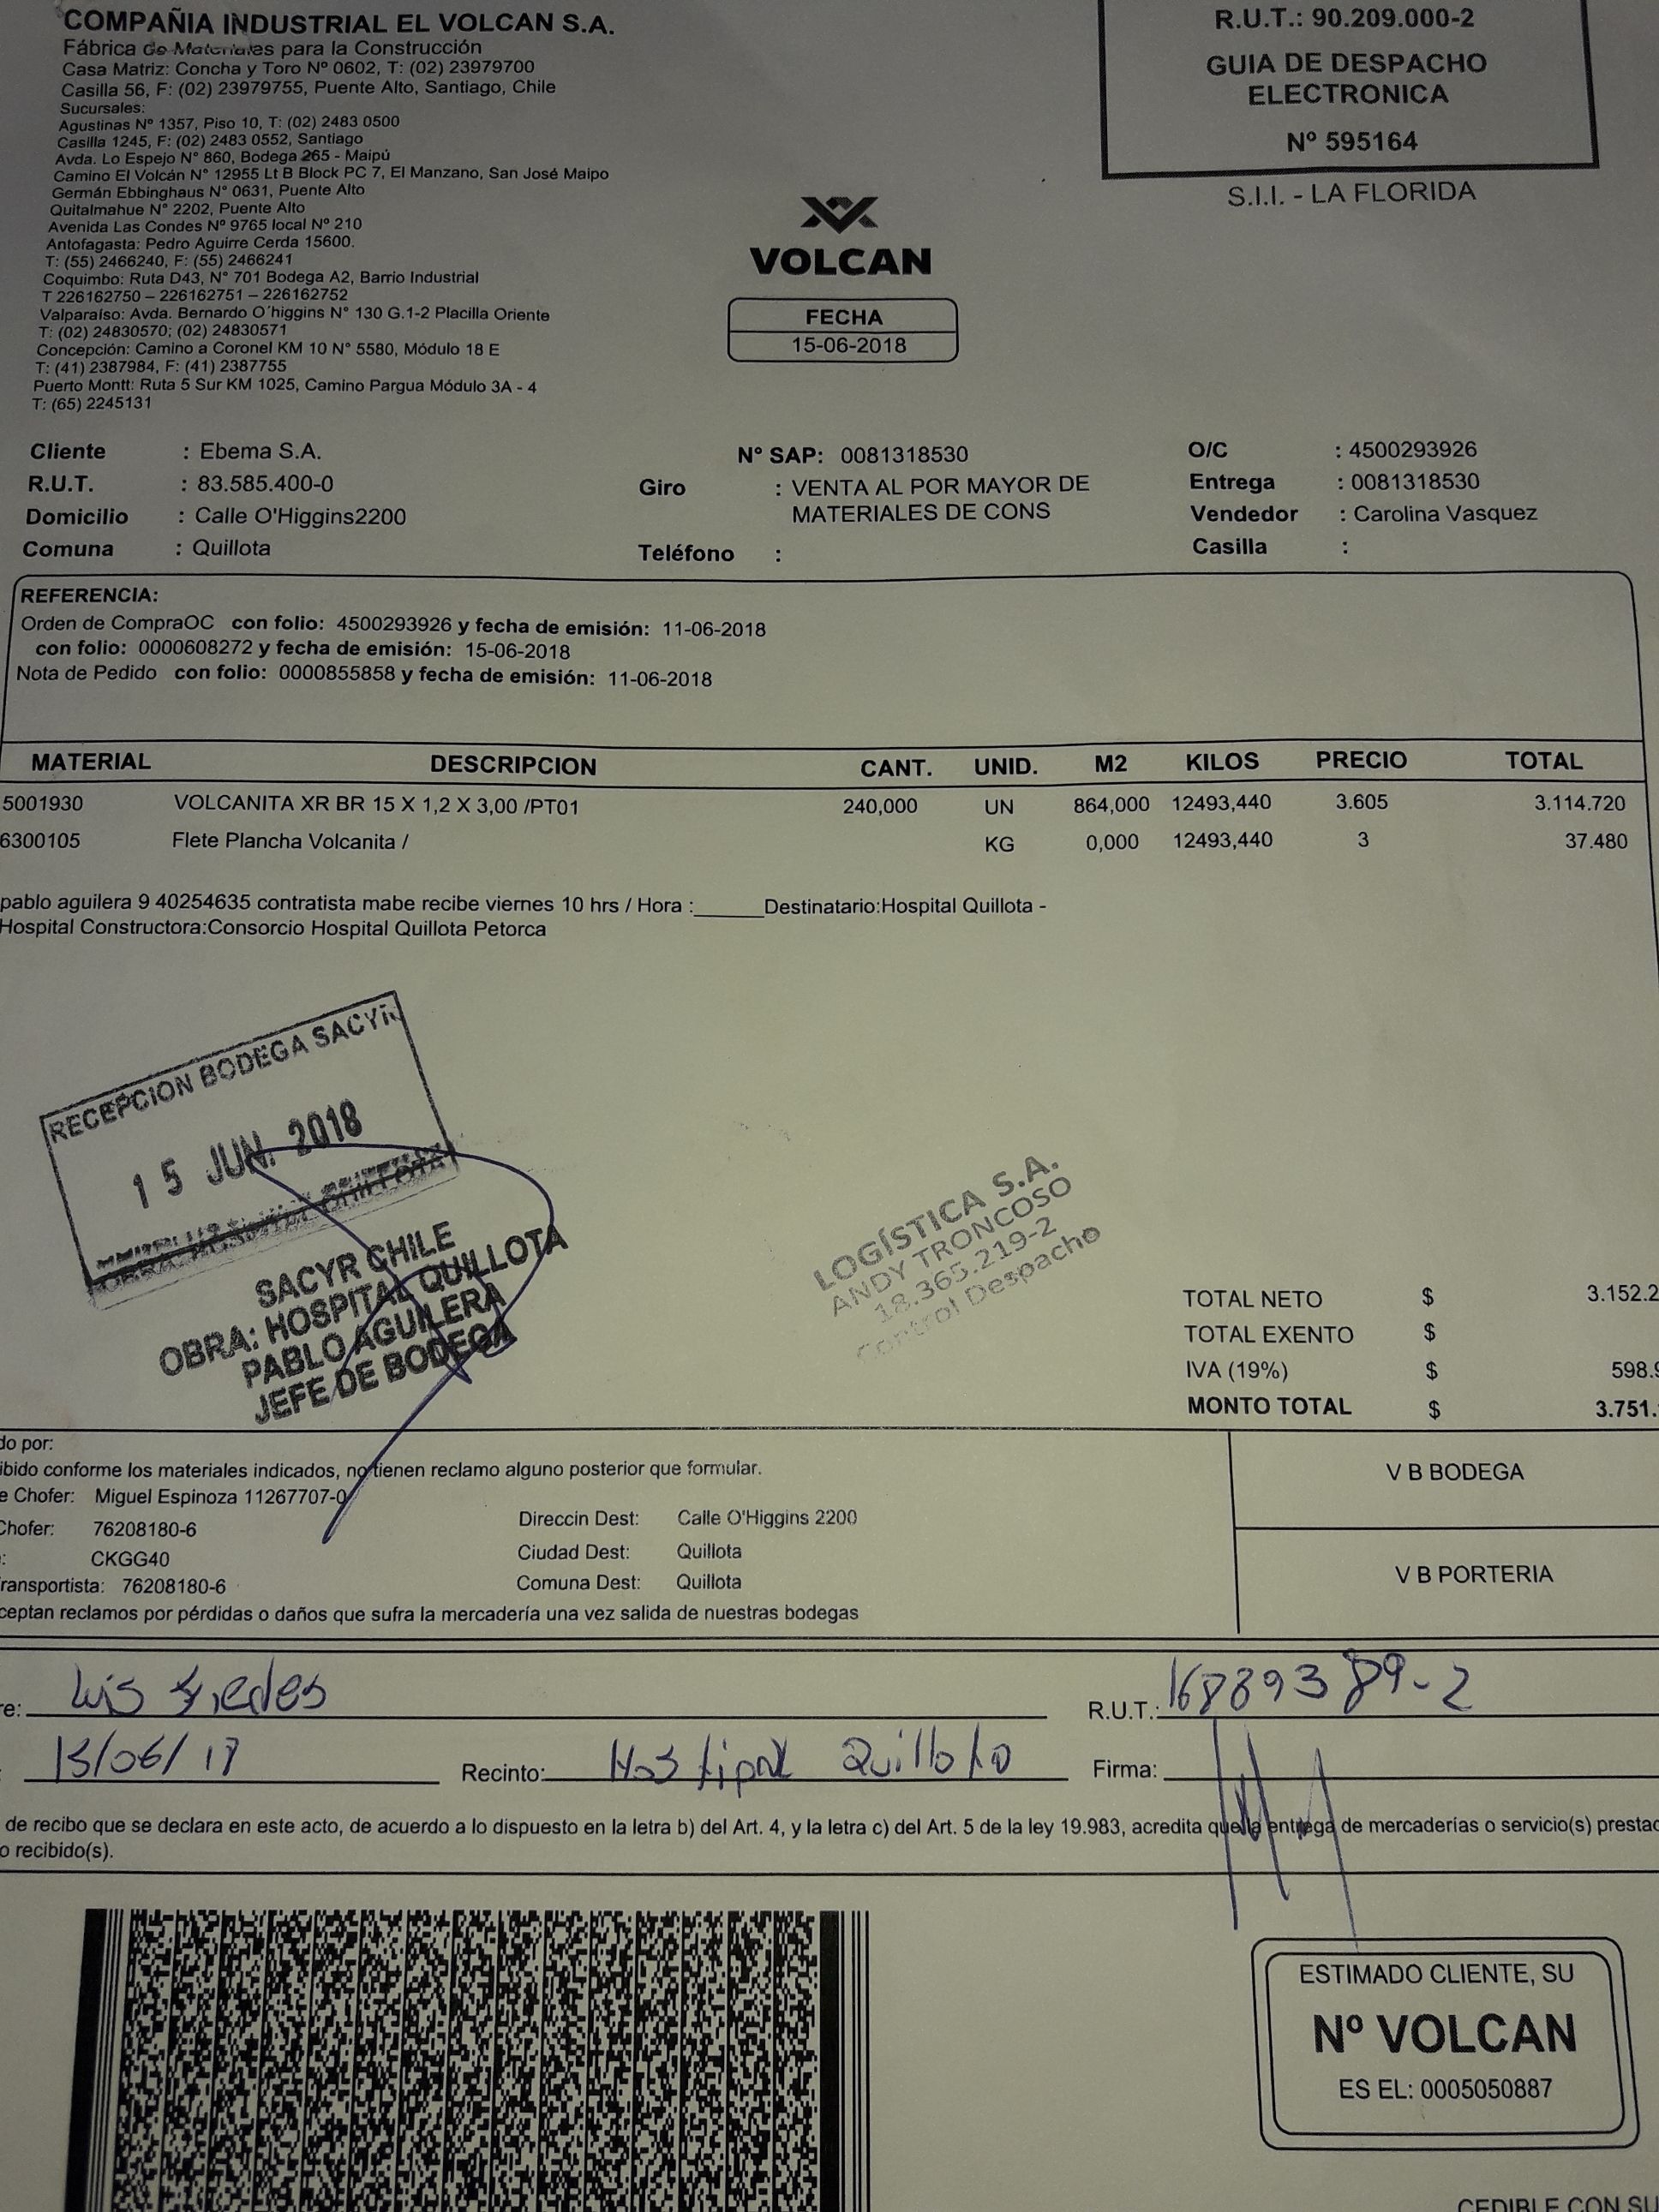 COMPAÑIA INDUSTRIAL EL VOLCAN S.A.
Fábrica de Materiales para la Construcción
Casa Matriz: Concha y Toro Nº 0602, T: (02) 23979700
Casilla 56, F: (02) 23979755, Puente Alto, Santiago, Chile
Sucursales:
Agustinas Nº 1357, Piso 10, T: (02) 2483 0500
Casilla 1245, F: (02) 2483 0552, Santiago
Avda. Lo Espejo N° 860, Bodega 265 - Maipú
Camino El Volcán N° 12955 Lt B Block PC 7, El Manzano, San José Maipo
Germán Ebbinghaus N° 0631, Puente Alto
Quitalmahue N° 2202, Puente Alto
Avenida Las Condes Nº 9765 local Nº 210
Antofagasta: Pedro Aguirre Cerda 15600.
T: (55) 2466240, F: (55) 2466241
Coquimbo: Ruta D43, N° 701 Bodega A2, Barrio Industrial
T 226162750 – 226162751 – 226162752
Valparaíso: Avda. Bernardo O´higgins N° 130 G.1-2 Placilla Oriente
T: (02) 24830570; (02) 24830571
Concepción: Camino a Coronel KM 10 N° 5580, Módulo 18 E
T: (41) 2387984, F: (41) 2387755
Puerto Montt: Ruta 5 Sur KM 1025, Camino Pargua Módulo 3A - 4
T: (65) 2245131
R.U.T.: 90.209.000-2
GUIA DE DESPACHO
ELECTRONICA
Nº 595164
S.I.I. - LA FLORIDA
VOLCAN
FECHA
15-06-2018
Cliente : Ebema S.A.
R.U.T. : 83.585.400-0
Domicilio : Calle O'Higgins2200
Comuna : Quillota
N° SAP: 0081318530
Giro : VENTA AL POR MAYOR DE
MATERIALES DE CONS
Teléfono :
O/C : 4500293926
Entrega : 0081318530
Vendedor : Carolina Vasquez
Casilla :
REFERENCIA:
Orden de CompraOC con folio: 4500293926 y fecha de emisión: 11-06-2018
con folio: 0000608272 y fecha de emisión: 15-06-2018
Nota de Pedido con folio: 0000855858 y fecha de emisión: 11-06-2018
MATERIAL DESCRIPCION CANT. UNID. M2 KILOS PRECIO TOTAL
5001930 VOLCANITA XR BR 15 X 1,2 X 3,00 /PT01 240,000 UN 864,000 12493,440 3.605 3.114.720
6300105 Flete Plancha Volcanita / KG 0,000 12493,440 3 37.480
pablo aguilera 9 40254635 contratista mabe recibe viernes 10 hrs / Hora :______Destinatario:Hospital Quillota -
Hospital Constructora:Consorcio Hospital Quillota Petorca
RECEPCION BODEGA SACYR
15 JUN. 2018
SACYR CHILE
OBRA: HOSPITAL QUILLOTA
PABLO AGUILERA
JEFE DE BODEGA
LOGÍSTICA S.A.
ANDY TRONCOSO
18.365.219-2
Control Despacho
TOTAL NETO $ 3.152.2
TOTAL EXENTO $
IVA (19%) $ 598.9
MONTO TOTAL $ 3.751.
do por:
ibido conforme los materiales indicados, no tienen reclamo alguno posterior que formular.
e Chofer: Miguel Espinoza 11267707-0
Chofer: 76208180-6
: CKGG40
ransportista: 76208180-6
Direccin Dest: Calle O'Higgins 2200
Ciudad Dest: Quillota
Comuna Dest: Quillota
ceptan reclamos por pérdidas o daños que sufra la mercadería una vez salida de nuestras bodegas
V B BODEGA
V B PORTERIA
re: Luis
R.U.T.: 16889389-2
15/06/18 Recinto: Hostipal Quillota Firma:
de recibo que se declara en este acto, de acuerdo a lo dispuesto en la letra b) del Art. 4, y la letra c) del Art. 5 de la ley 19.983, acredita que la entrega de mercaderías o servicio(s) prestad
o recibido(s).
ESTIMADO CLIENTE, SU
Nº VOLCAN
ES EL: 0005050887
CEDIBLE CON SU